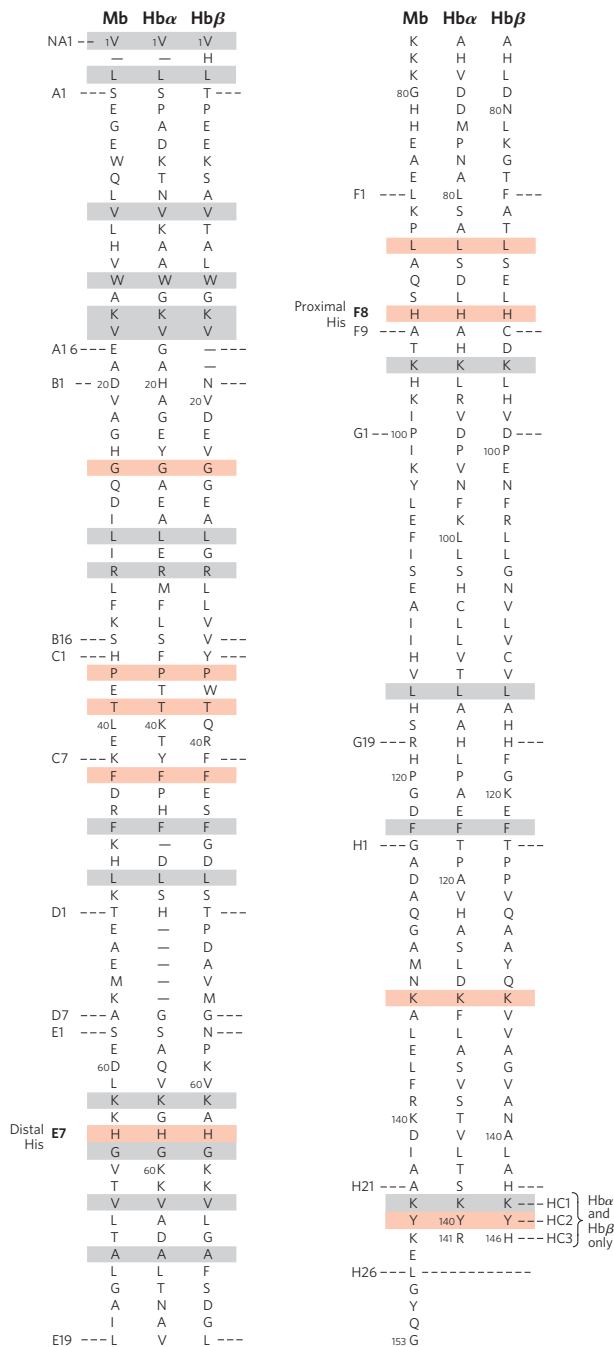 Mb Hbα Hbβ
NA1 --- 1V 1V 1V
— — H
L L L
A1 --- S S T ---
E P P
G A E
E D K
W K K
Q T S
L N A
V V V
L K T
H A A
V A L
W W W
A G G
K K K
V V V
A16 --- E G — ---
A A —
B1 --- 20D 20H N ---
V A 20V
A G D
G E E
H Y V
G G G
Q A G
D E E
I A A
L L L
I E G
R R R
L M L
F F L
K L V
B16 --- S S V ---
C1 --- H F Y ---
P P P
E T W
T T T
40L 40K Q
E T 40R
C7 --- K Y F ---
F F F
D P E
R H S
F F F
K — G
H D D
L L L
K S S
D1 --- T H T ---
E — P
A — D
E — A
M — V
K — M
D7 --- A G G ---
E1 --- S S N ---
E A P
60D Q K
L V 60V
K K K
K G A
Distal His E7 H H H
G G G
V 60K K
T K K
V V V
L A L
T D G
A A A
L L F
G T S
A N D
I A G
E19 --- L V L ---
Mb Hbα Hbβ
K A A
K H H
K V L
80G D D
H D 80N
H M L
E P K
A N G
E A T
F1 --- L 80L F ---
K S A
P A T
L L L
A S S
Q D E
S L L
Proximal His F8 H H H
F9 --- A A C ---
T H D
K K K
H L L
K R H
I V V
G1 --- 100P D D ---
I P 100P
K V E
Y N N
L F F
E K R
F 100L L
I L L
S S G
E H N
A C V
I L L
I L V
H V C
V T V
L L L
H A A
S A H
G19 --- R H H ---
H L F
120P P G
G A 120K
D E E
F F F
H1 --- G T T ---
A P P
D 120A P
A V V
Q H Q
G A A
A S A
M L Y
N D Q
K K K
A F V
L L V
E A A
L S G
F V V
R S A
140K T N
D V 140A
I L L
A T A
H21 --- A S H ---
K K K --- HC1
Y 140Y Y --- HC2
K 141R 146H --- HC3
Hbα and Hbβ only
E
H26 --- L ------------
G
Y
Q
153G